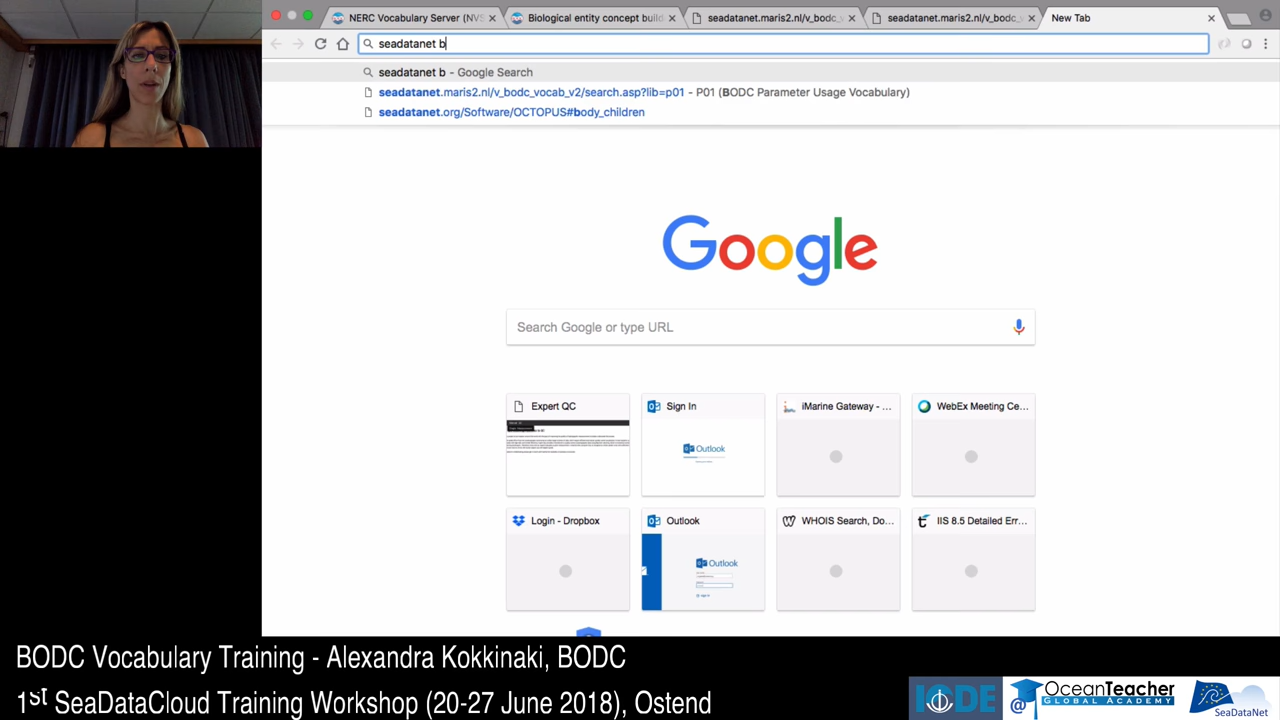 NERC Vocabulary Server (NVS
Biological entity concept build
seadatanet.maris2.nl/v_bodc_v
seadatanet.maris2.nl/v_bodc_v
New Tab
seadatanet b
seadatanet b - Google Search
seadatanet.maris2.nl/v_bodc_vocab_v2/search.asp?lib=p01 - P01 (BODC Parameter Usage Vocabulary)
seadatanet.org/Software/OCTOPUS#body_children
Google
Search Google or type URL
Expert QC
Sign In
iMarine Gateway - ...
WebEx Meeting Ce...
Outlook
Login - Dropbox
Outlook
WHOIS Search, Do...
IIS 8.5 Detailed Err...
Outlook
BODC Vocabulary Training - Alexandra Kokkinaki, BODC
1st SeaDataCloud Training Workshop (20-27 June 2018), Ostend
IODE
@ OceanTeacher
GLOBAL ACADEMY
SeaDataNet